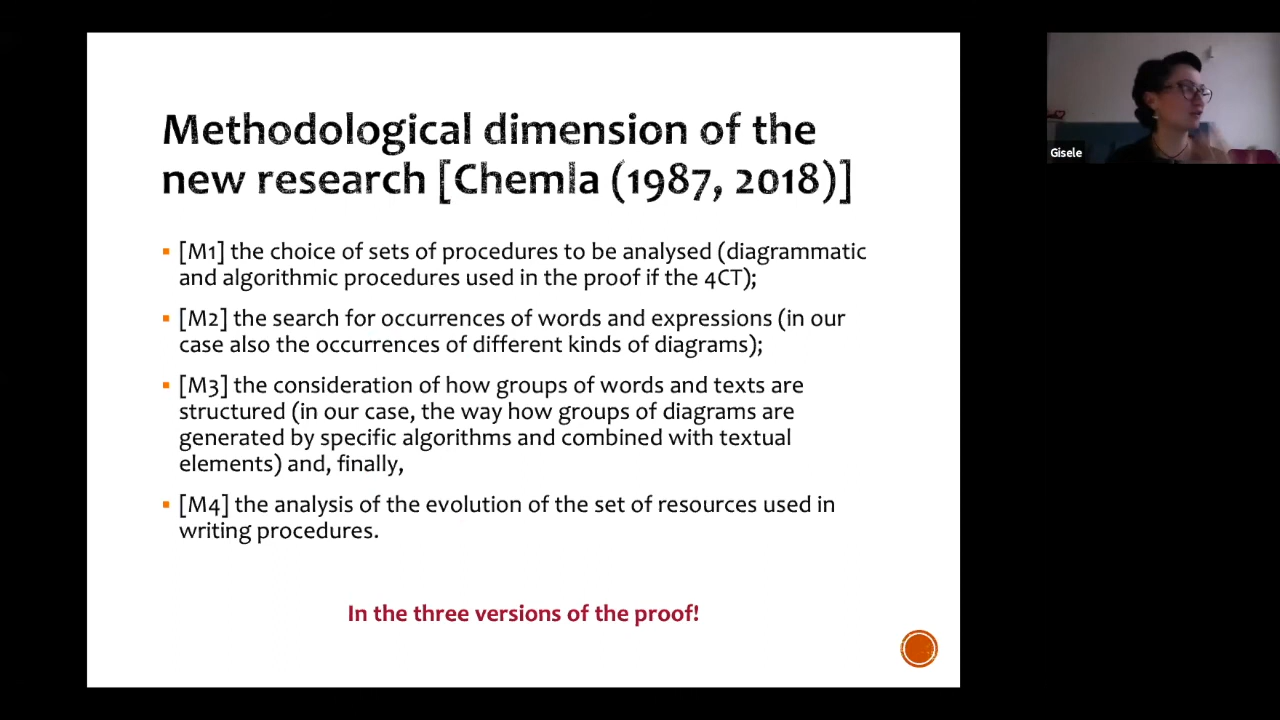 Methodological dimension of the
new research [Chemla (1987, 2018)]
[M1] the choice of sets of procedures to be analysed (diagrammatic
and algorithmic procedures used in the proof if the 4CT);
[M2] the search for occurrences of words and expressions (in our
case also the occurrences of different kinds of diagrams);
[M3] the consideration of how groups of words and texts are
structured (in our case, the way how groups of diagrams are
generated by specific algorithms and combined with textual
elements) and, finally,
[M4] the analysis of the evolution of the set of resources used in
writing procedures.
In the three versions of the proof!
Gisele